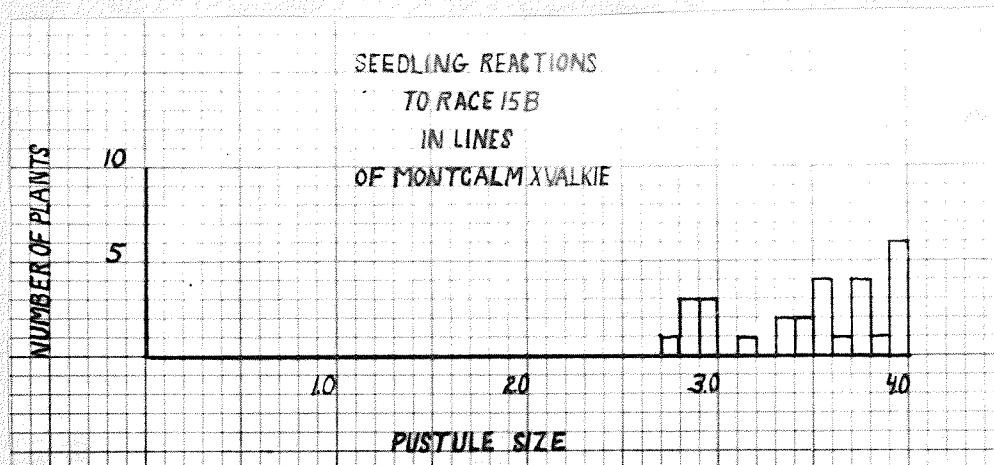 SEEDLING REACTIONS
TO RACE 15B
IN LINES
OF MONTCALM X VALKIE
NUMBER OF PLANTS
10
5
1.0 2.0 3.0 4.0
PUSTULE SIZE